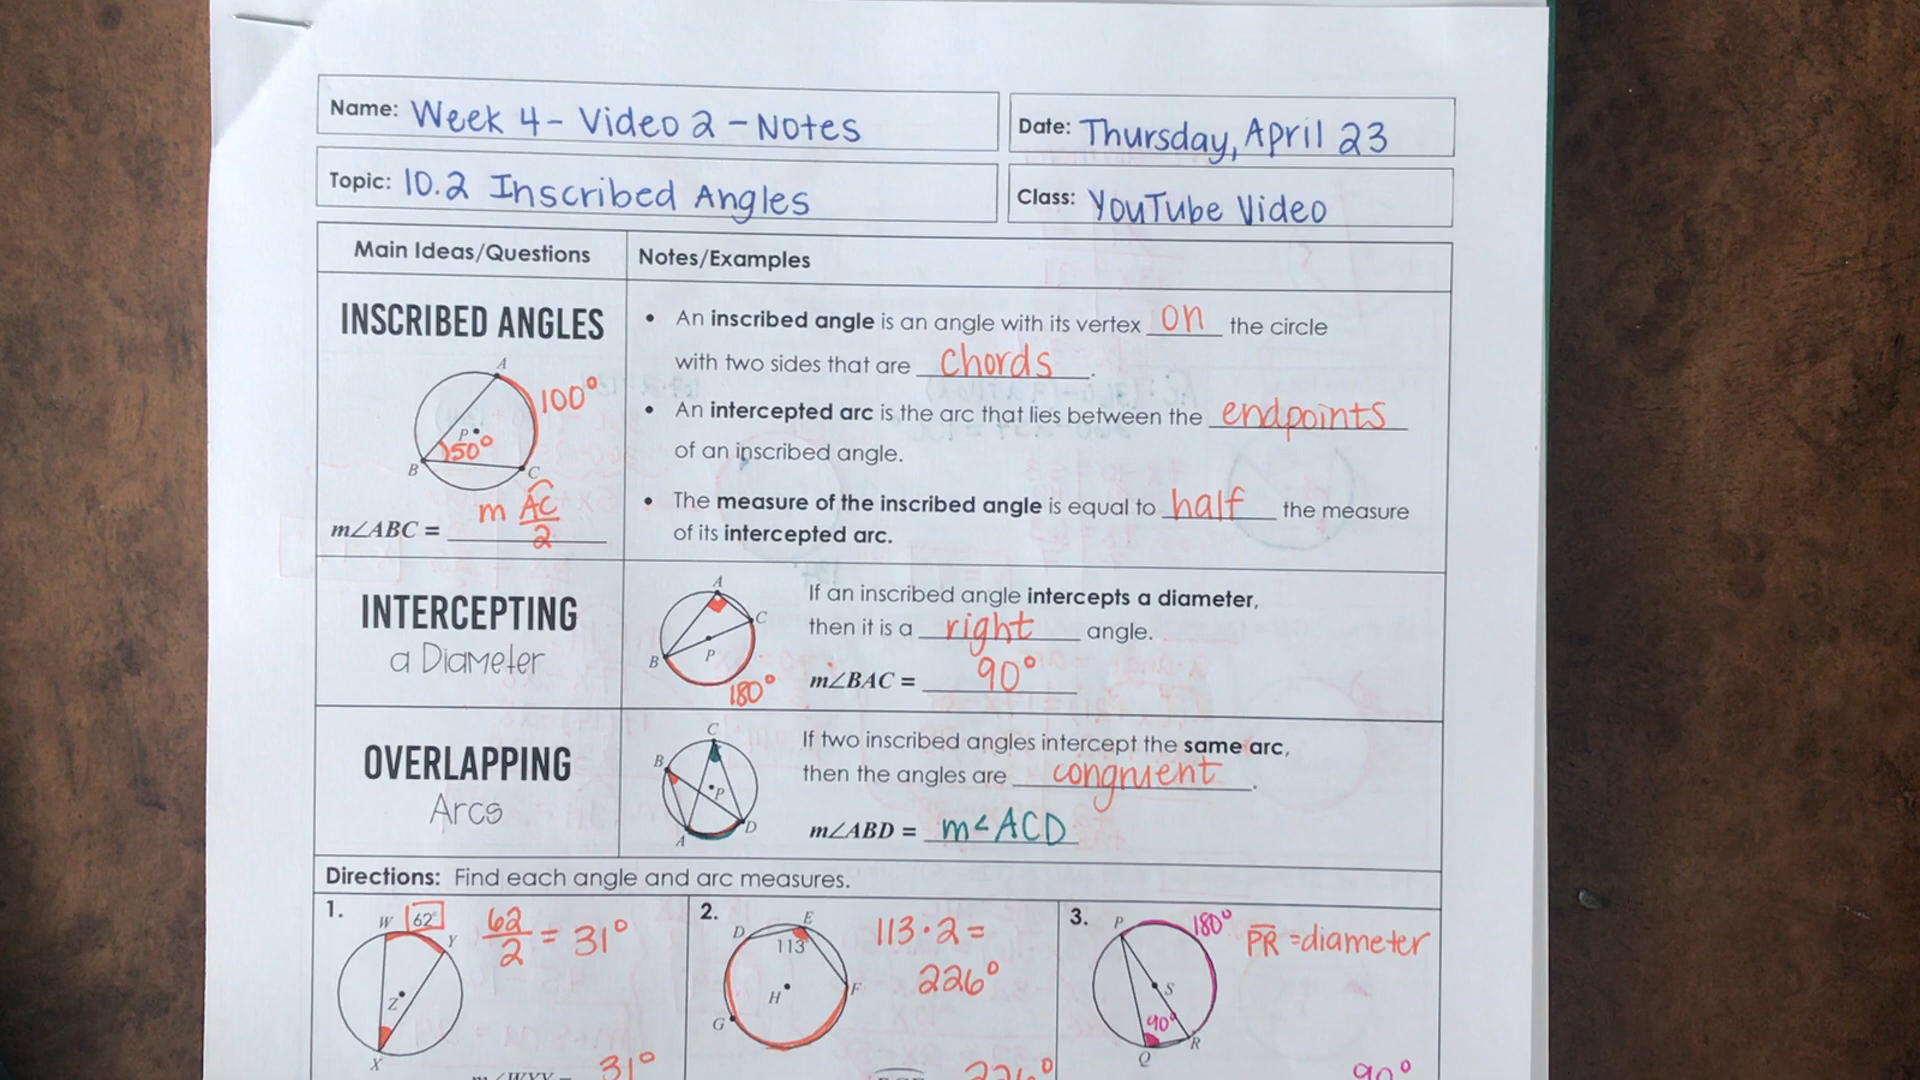 Name: Week 4- Video 2 - Notes
Date: Thursday, April 23
Topic: 10.2 Inscribed Angles
Class: YouTube Video
Main Ideas/Questions
Notes/Examples
INSCRIBED ANGLES
A
100°
P
50°
B
C
m∠ABC = m AC/2
• An inscribed angle is an angle with its vertex on the circle
with two sides that are chords.
• An intercepted arc is the arc that lies between the endpoints
of an inscribed angle.
• The measure of the inscribed angle is equal to half the measure
of its intercepted arc.
INTERCEPTING
a Diameter
A
C
B
P
180°
If an inscribed angle intercepts a diameter,
then it is a right angle.
m∠BAC = 90°
OVERLAPPING
Arcs
C
B
P
D
A
If two inscribed angles intercept the same arc,
then the angles are congruent.
m∠ABD = m∠ACD
Directions: Find each angle and arc measures.
1.
W 62°
Y
Z
X
62/2 = 31°
31°
2.
D
E
113°
H
F
G
113·2=
226°
3.
P
180°
S
90°
R
Q
PR =diameter
90°